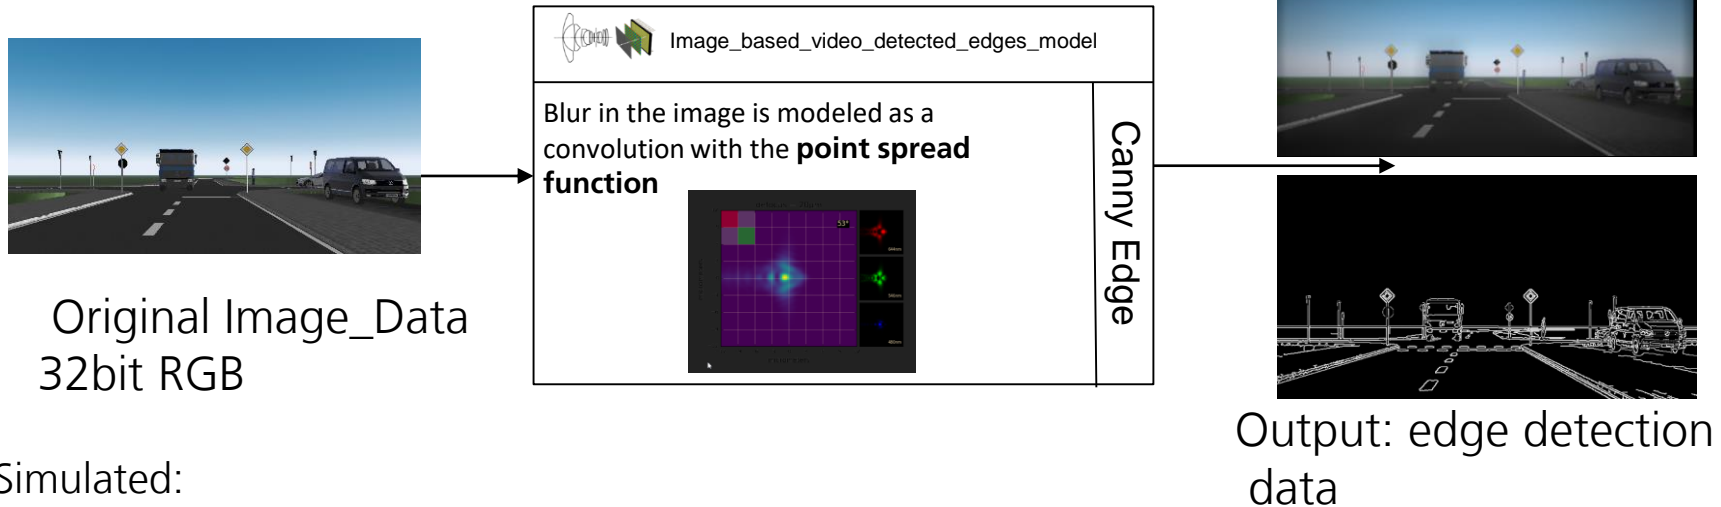 Image_based_video_detected_edges_model
Blur in the image is modeled as a
convolution with the point spread
function
53°
Canny Edge
Original Image_Data
32bit RGB
Simulated:
Output: edge detection
data